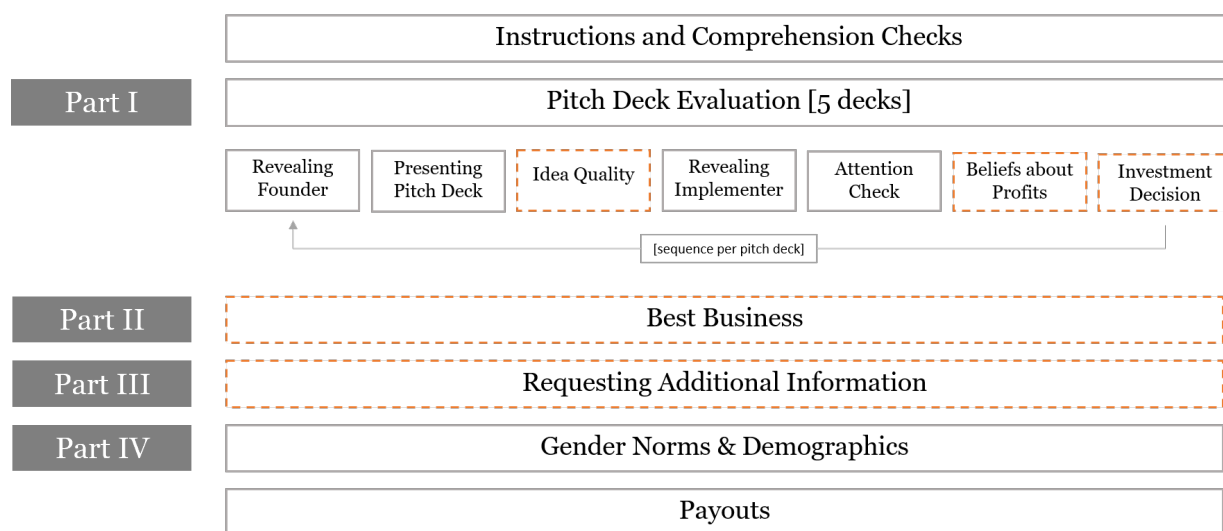 Instructions and Comprehension Checks
Part I
Pitch Deck Evaluation [5 decks]
Revealing
Founder
Presenting
Pitch Deck
Idea Quality
Revealing
Implementer
Attention
Check
Beliefs about
Profits
Investment
Decision
[sequence per pitch deck]
Part II
Best Business
Part III
Requesting Additional Information
Part IV
Gender Norms & Demographics
Payouts